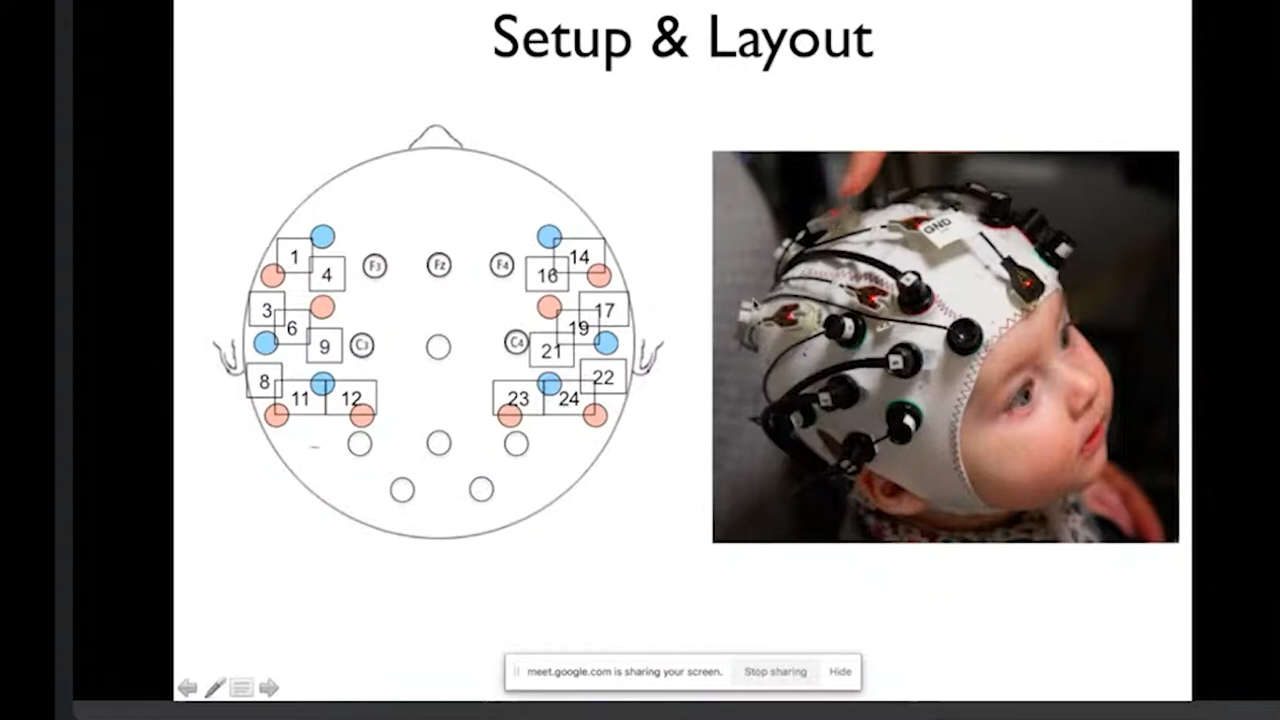 Setup & Layout
1
14
4
F3
Fz
F4
16
3
17
6
19
9
C3
C4
21
8
22
11
12
23
24
GND
meet.google.com is sharing your screen.
Stop sharing
Hide